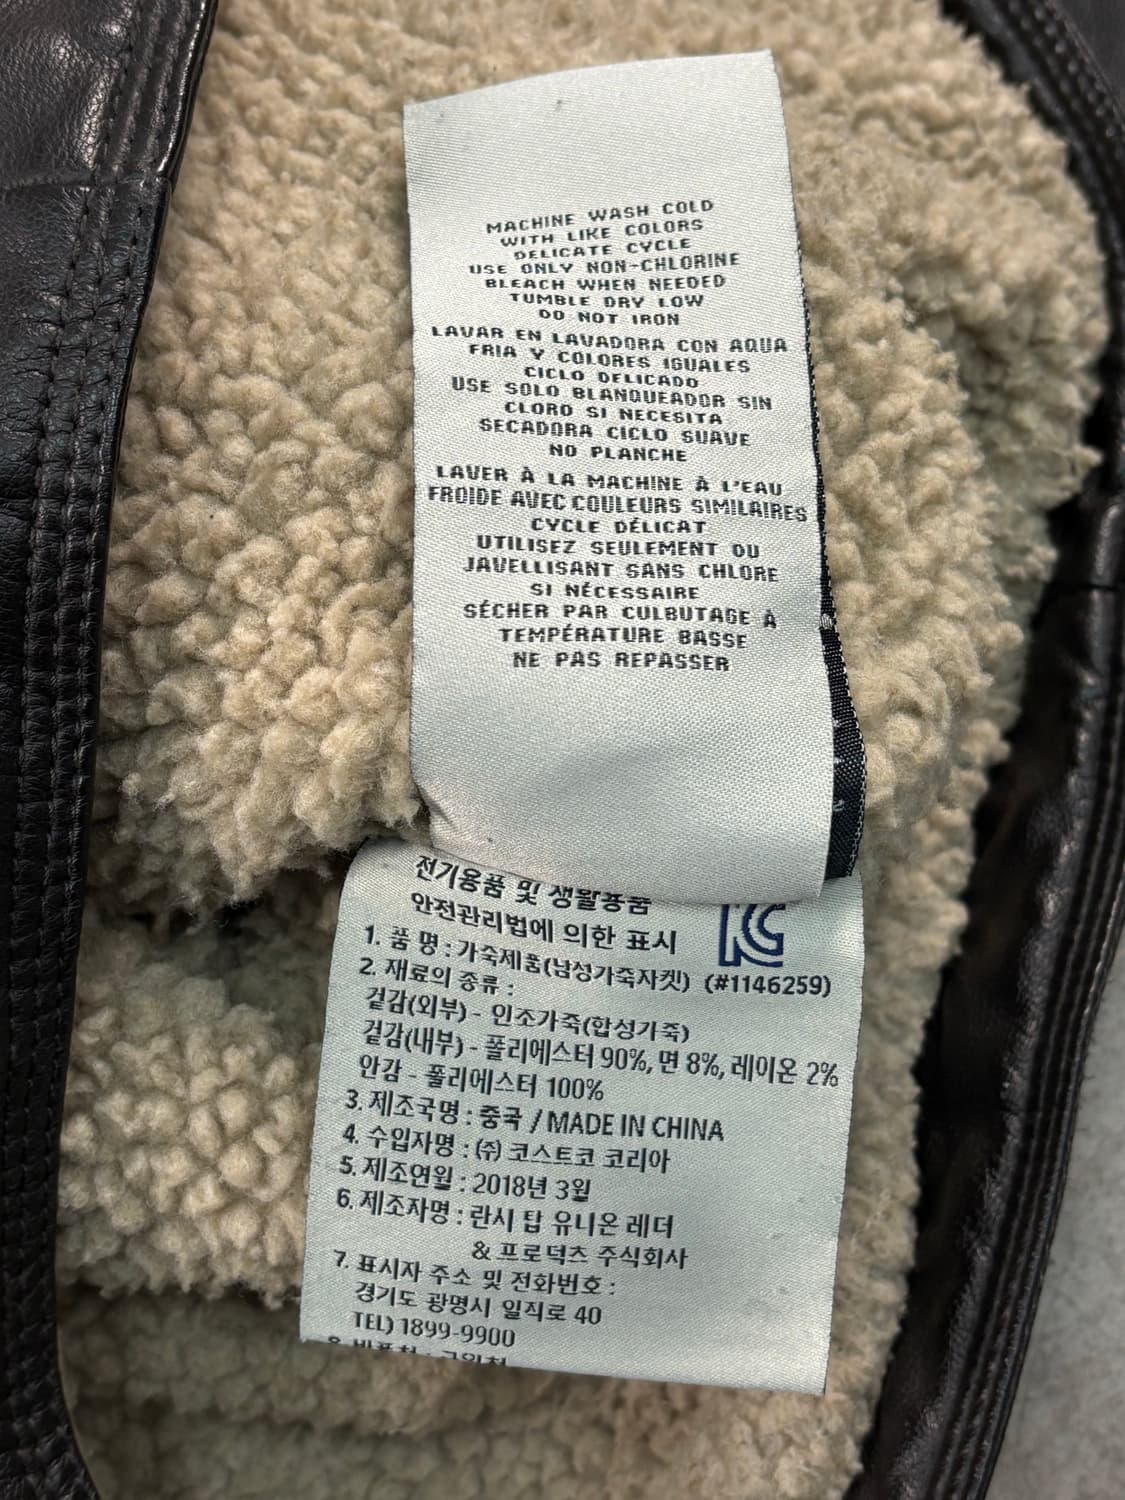 MACHINE WASH COLD
WITH LIKE COLORS
DELICATE CYCLE
USE ONLY NON-CHLORINE
BLEACH WHEN NEEDED
TUMBLE DRY LOW
DO NOT IRON
LAVAR EN LAVADORA CON AQUA
FRIA Y COLORES IGUALES
CICLO DELICADO
USE SOLO BLANQUEADOR SIN
CLORO SI NECESITA
SECADORA CICLO SUAVE
NO PLANCHE
LAVER À LA MACHINE À L'EAU
FROIDE AVEC COULEURS SIMILAIRES
CYCLE DÉLICAT
UTILISEZ SEULEMENT OU
JAVELLISANT SANS CHLORE
SI NÉCESSAIRE
SÉCHER PAR CULBUTAGE À
TEMPÉRATURE BASSE
NE PAS REPASSER
전기용품 및 생활용품
안전관리법에 의한 표시
KC
1. 품 명 : 가죽제품(남성가죽자켓) (#1146259)
2. 재료의 종류 :
겉감(외부) - 인소가죽(합성가죽)
겉감(내부) - 폴리에스터 90%, 면 8%, 레이온 2%
안감 - 폴리에스터 100%
3. 제조국명 : 중국 / MADE IN CHINA
4. 수입자명 : (주) 코스트코 코리아
5. 제조연월 : 2018년 3월
6. 제조자명 : 란시 탑 유니온 레더
& 프로덕츠 주식회사
7. 표시자 주소 및 전화번호 :
경기도 광명시 일직로 40
TEL) 1899-9900